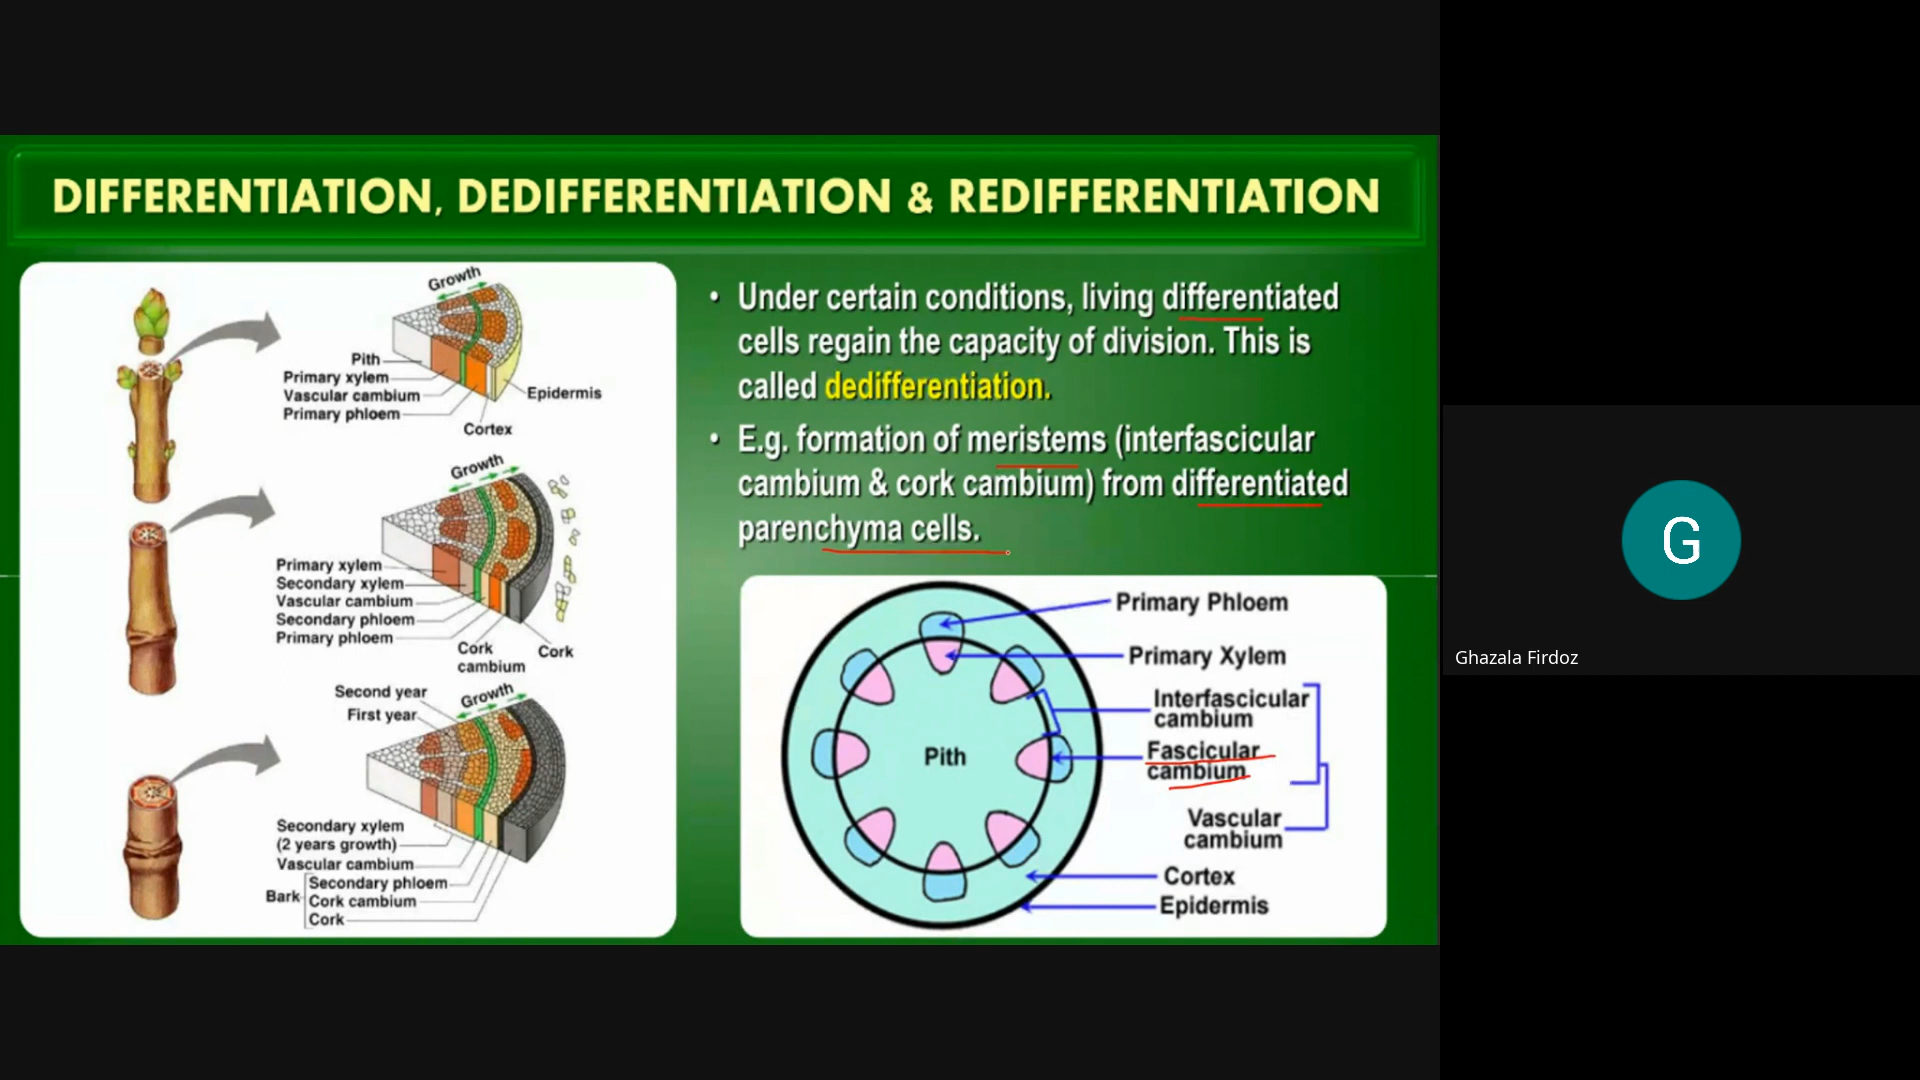 DIFFERENTIATION, DEDIFFERENTIATION & REDIFFERENTIATION
Growth
Pith
Primary xylem
Vascular cambium
Primary phloem
Epidermis
Cortex
Growth
Primary xylem
Secondary xylem
Vascular cambium
Secondary phloem
Primary phloem
Cork
cambium
Cork
Second year
First year
Growth
Secondary xylem
(2 years growth)
Vascular cambium
Bark
Secondary phloem
Cork cambium
Cork
• Under certain conditions, living differentiated
cells regain the capacity of division. This is
called dedifferentiation.
• E.g. formation of meristems (interfascicular
cambium & cork cambium) from differentiated
parenchyma cells.
Primary Phloem
Primary Xylem
Interfascicular
cambium
Fascicular
cambium
Pith
Vascular
cambium
Cortex
Epidermis
G
Ghazala Firdoz